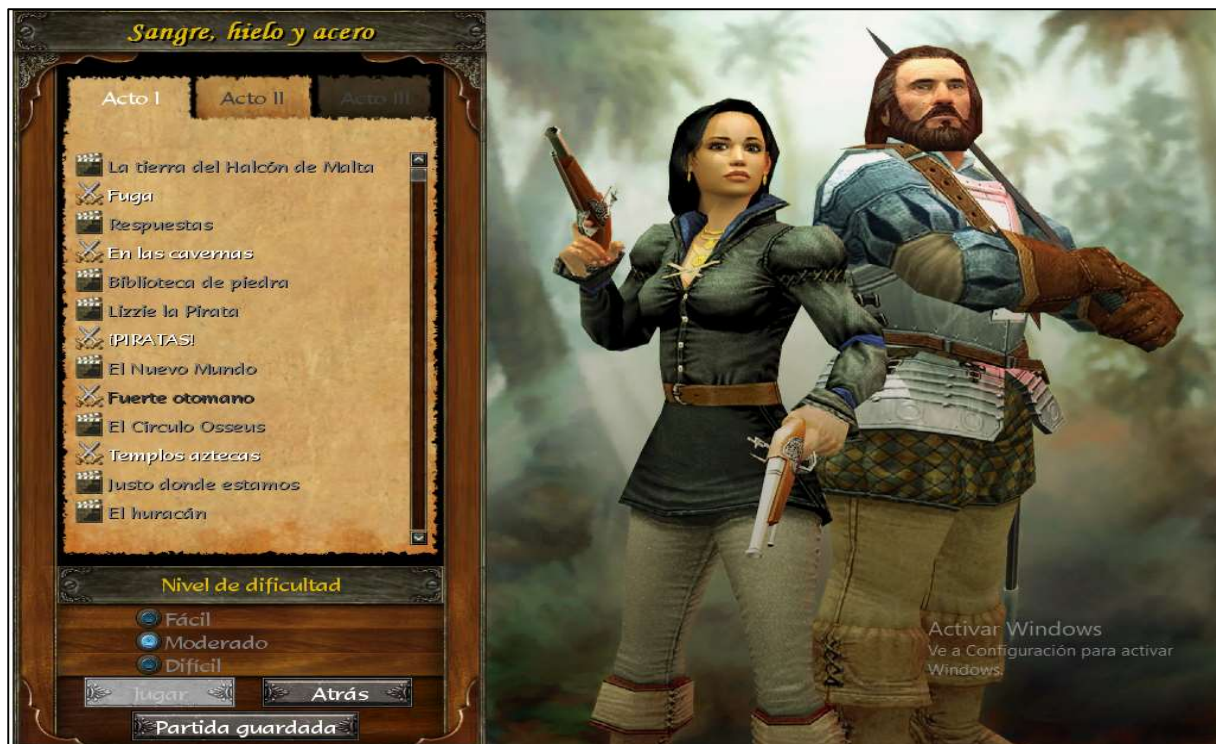 Sangre, hielo y acero
Acto I Acto II Acto III
La tierra del Halcón de Malta
Fuga
Respuestas
En las cavernas
Biblioteca de piedra
Lizzie la Pirata
¡PIRATAS!
El Nuevo Mundo
Fuerte otomano
El Círculo Osseus
Templos aztecas
Justo donde estamos
El huracán
Nivel de dificultad
Fácil
Moderado
Difícil
Jugar Atrás
Partida guardada
Activar Windows
Ve a Configuración para activar
Windows.